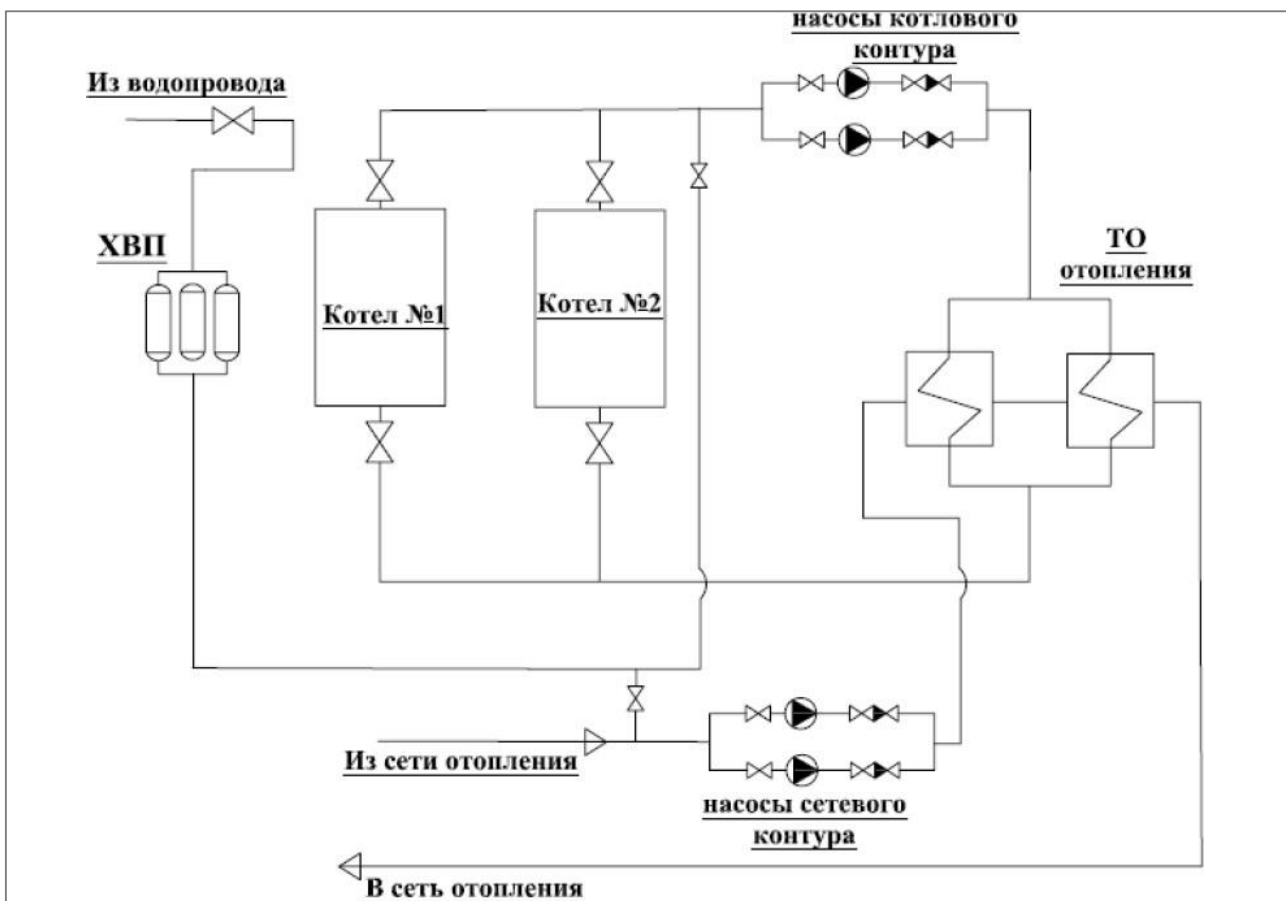 насосы котлового
контура
Из водопровода
ХВП
ТО
отопления
Котел №1
Котел №2
Из сети отопления
насосы сетевого
контура
В сеть отопления